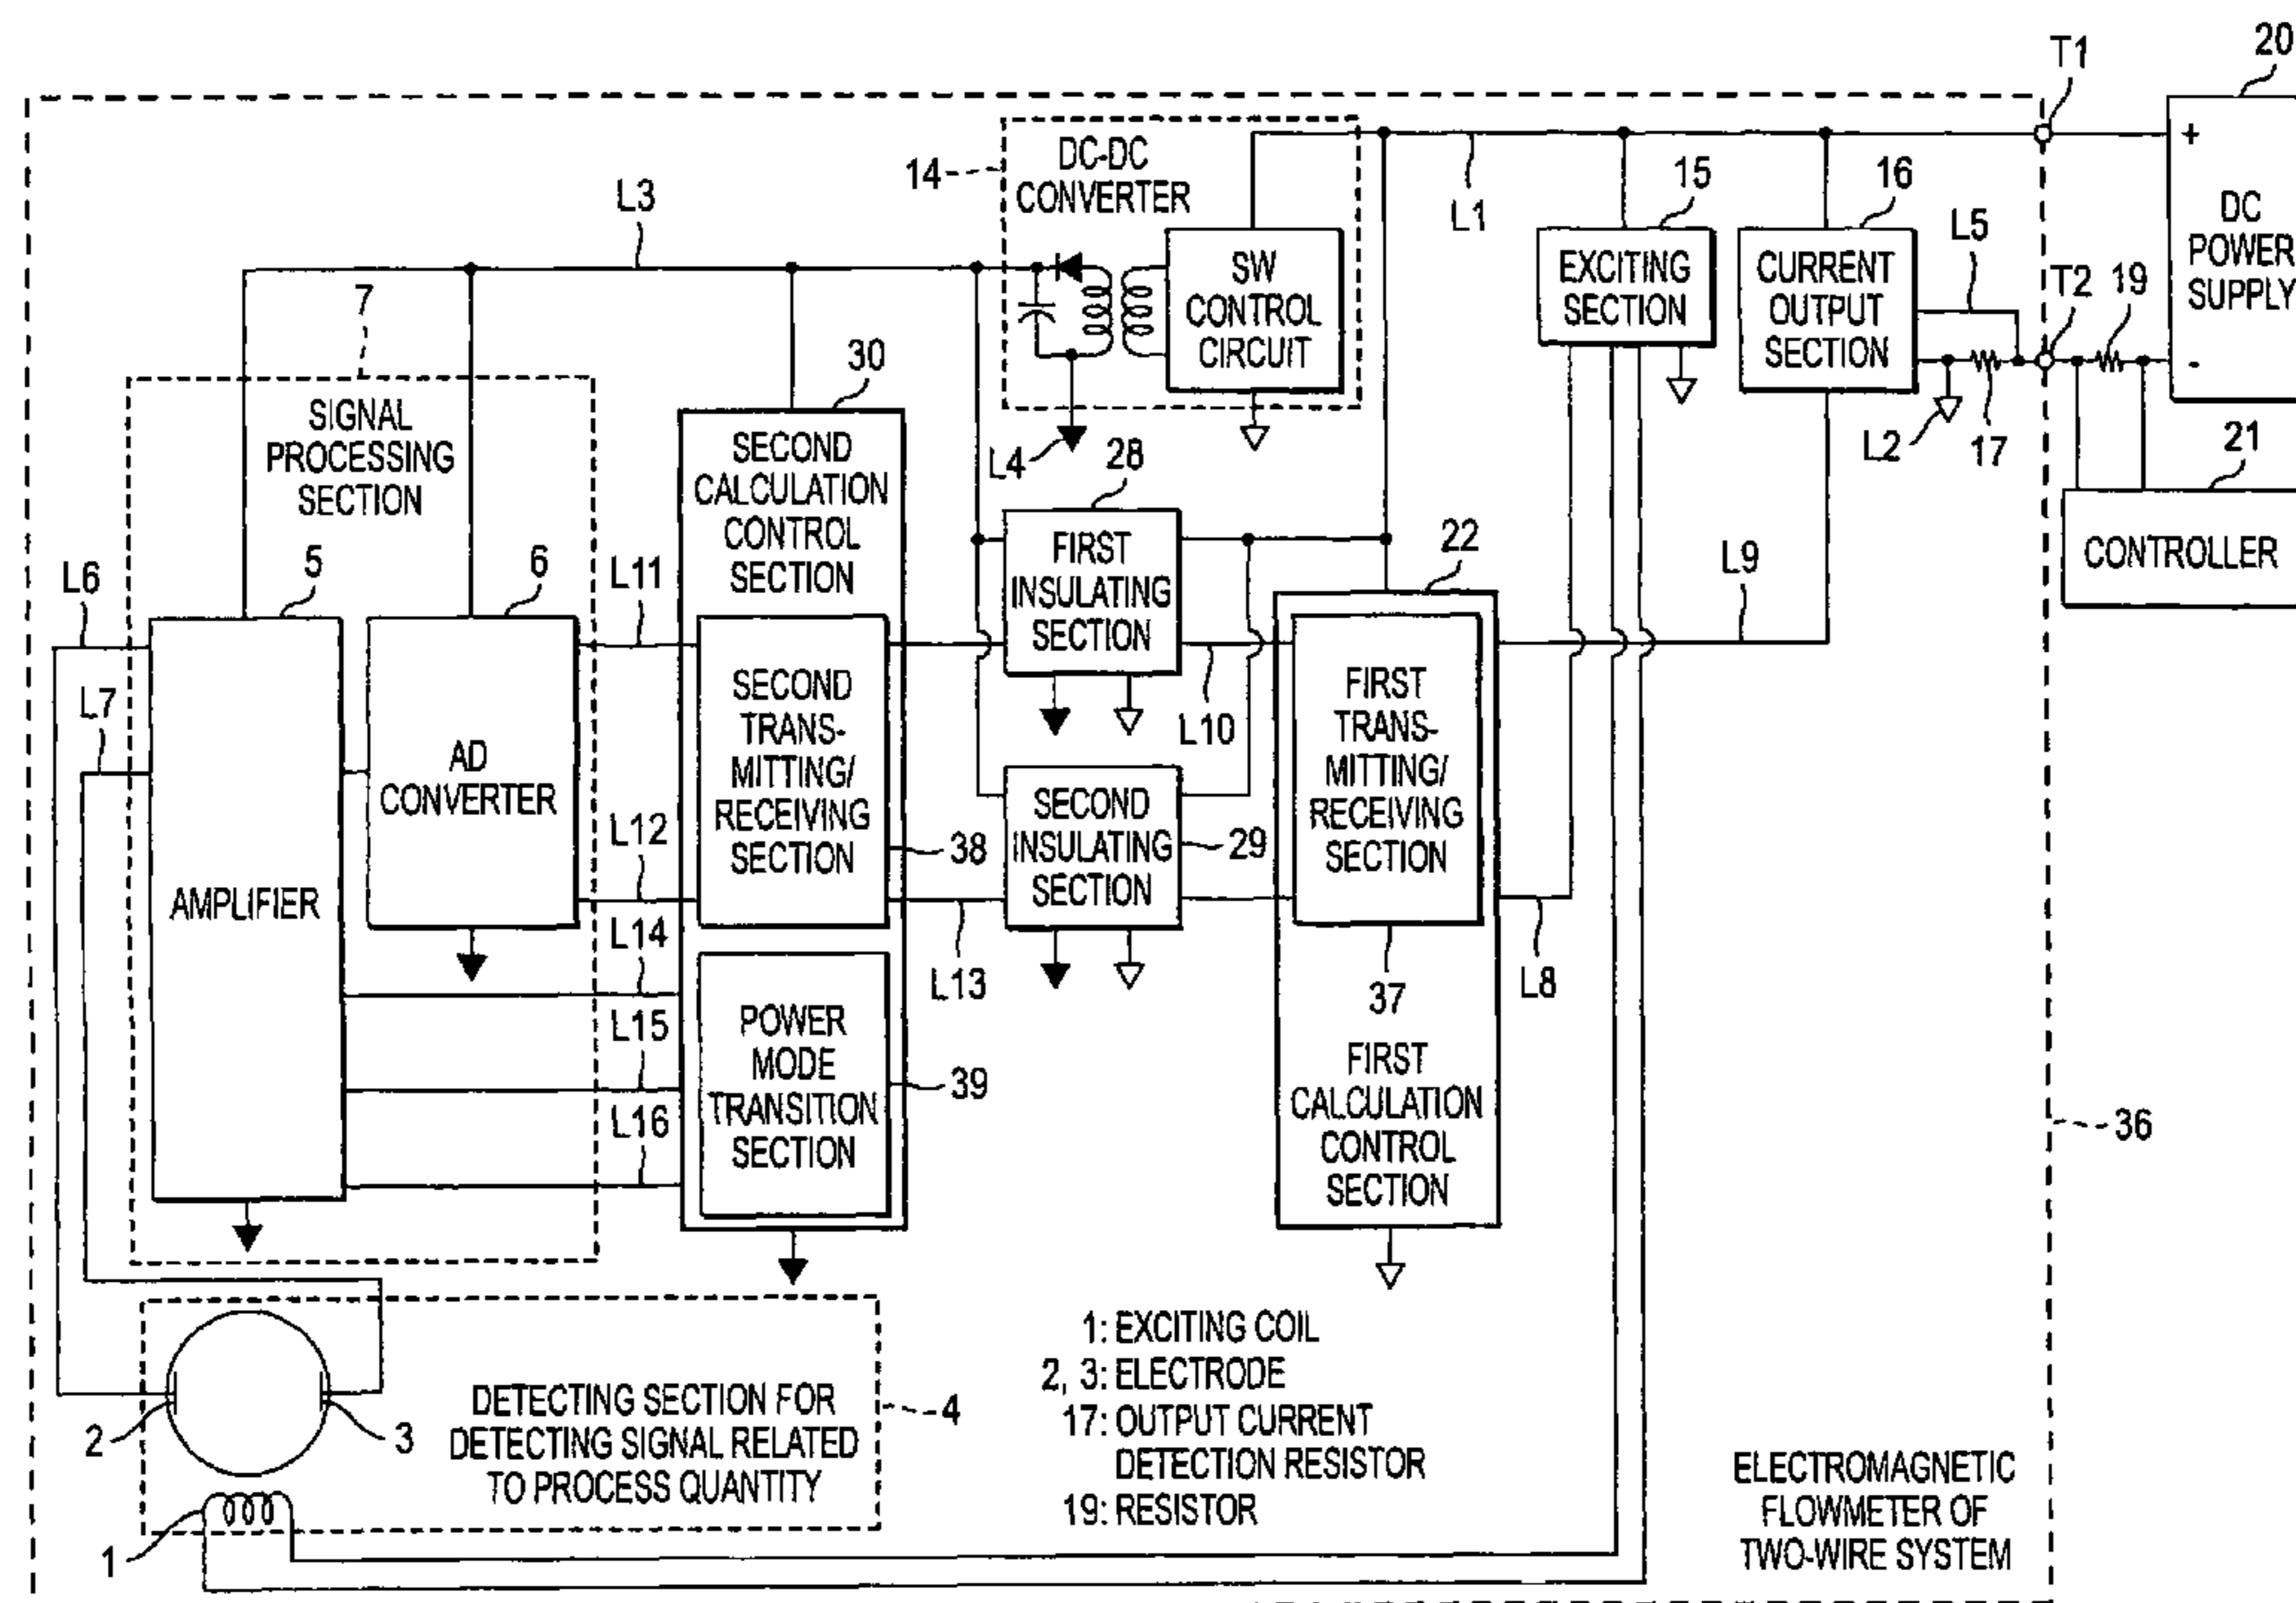 20
T1
+
DC
POWER
SUPPLY
-
14
DC-DC
CONVERTER
L1
15
16
L3
L5
SW
CONTROL
CIRCUIT
EXCITING
SECTION
CURRENT
OUTPUT
SECTION
T2
19
7
30
L4
L2
17
21
CONTROLLER
SIGNAL
PROCESSING
SECTION
SECOND
CALCULATION
CONTROL
SECTION
28
FIRST
INSULATING
SECTION
22
L9
L6
5
6
L11
L7
L10
AMPLIFIER
AD
CONVERTER
SECOND
TRANS-
MITTING/
RECEIVING
SECTION
38
L12
SECOND
INSULATING
SECTION
29
FIRST
TRANS-
MITTING/
RECEIVING
SECTION
37
L8
L14
L13
L15
L16
POWER
MODE
TRANSITION
SECTION
39
FIRST
CALCULATION
CONTROL
SECTION
36
2
3
DETECTING SECTION FOR
DETECTING SIGNAL RELATED
TO PROCESS QUANTITY
4
1
1: EXCITING COIL
2, 3: ELECTRODE
17: OUTPUT CURRENT
DETECTION RESISTOR
19: RESISTOR
ELECTROMAGNETIC
FLOWMETER OF
TWO-WIRE SYSTEM